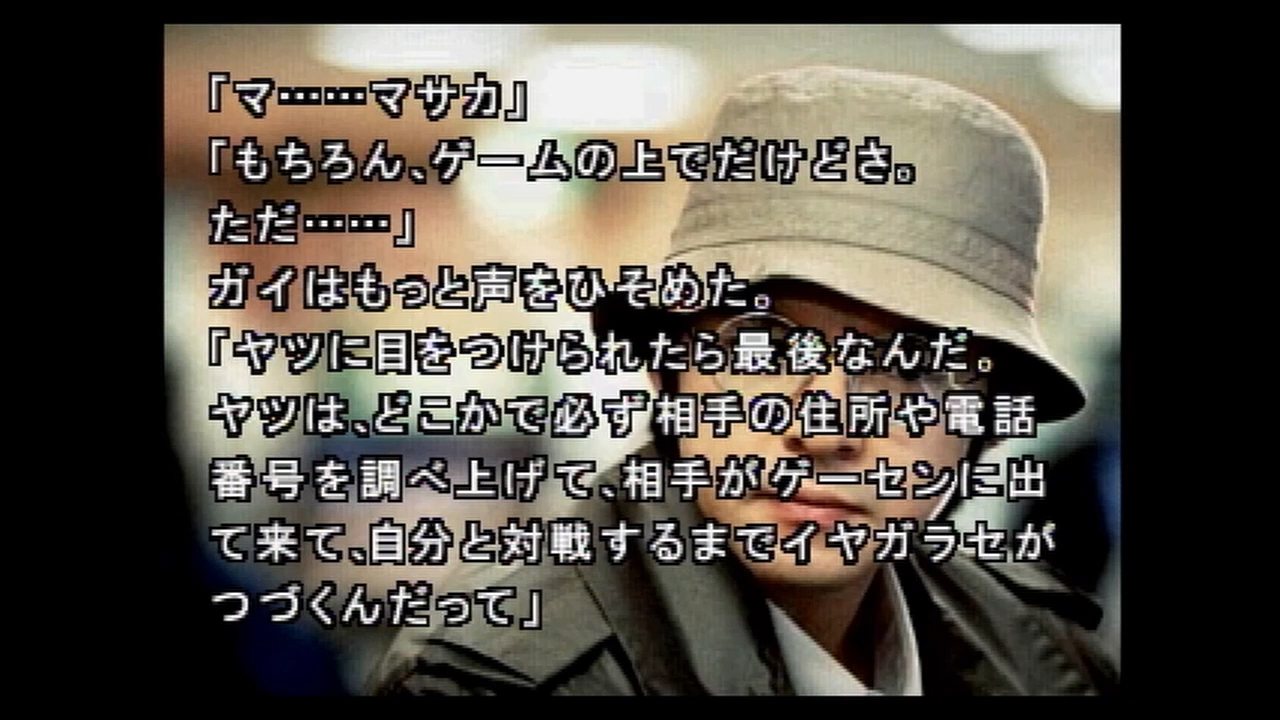 「マ……マサカ」
「もちろん、ゲームの上でだけどさ。
ただ……」
ガイはもっと声をひそめた。
「ヤツに目をつけられたら最後なんだ。
ヤツは、どこかで必ず相手の住所や電話
番号を調べ上げて、相手がゲーセンに出
て来て、自分と対戦するまでイヤガラセが
つづくんだって」